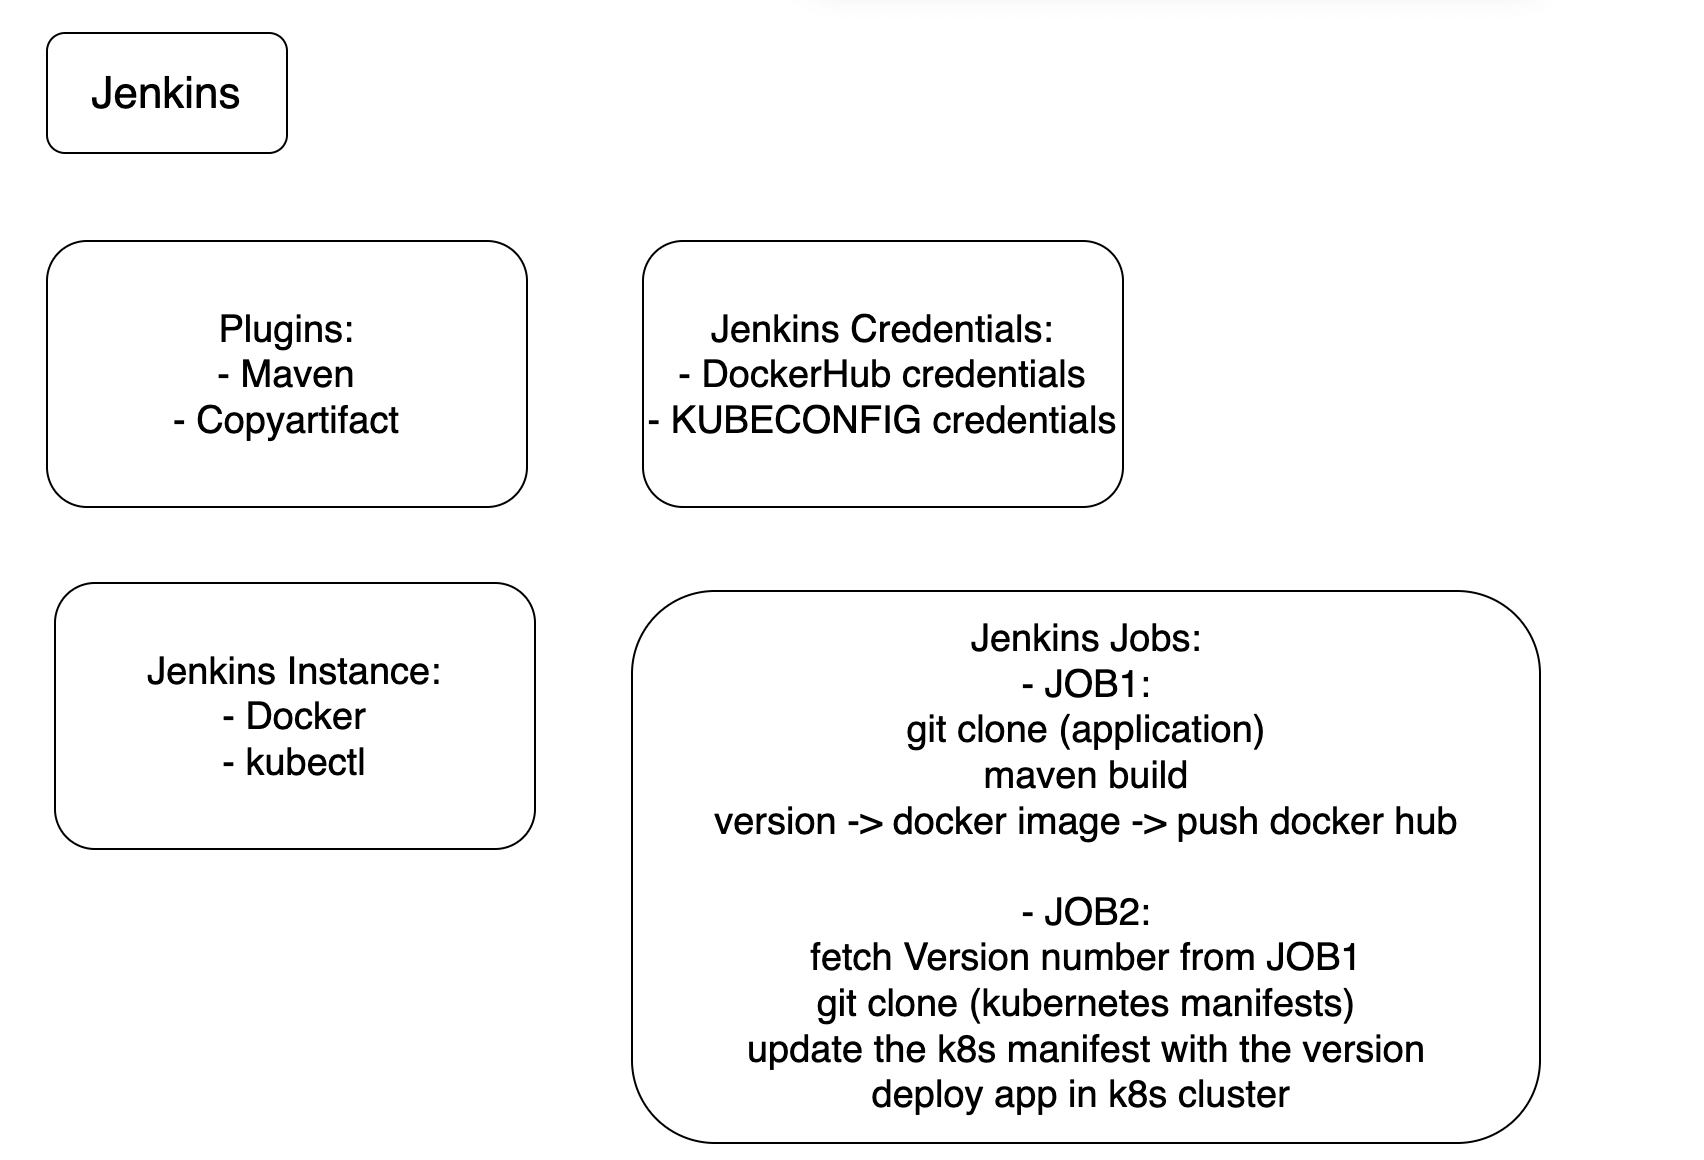 Jenkins
Plugins:
- Maven
- Copyartifact
Jenkins Credentials:
- DockerHub credentials
- KUBECONFIG credentials
Jenkins Instance:
- Docker
- kubectl
Jenkins Jobs:
- JOB1:
git clone (application)
maven build
version -> docker image -> push docker hub
- JOB2:
fetch Version number from JOB1
git clone (kubernetes manifests)
update the k8s manifest with the version
deploy app in k8s cluster